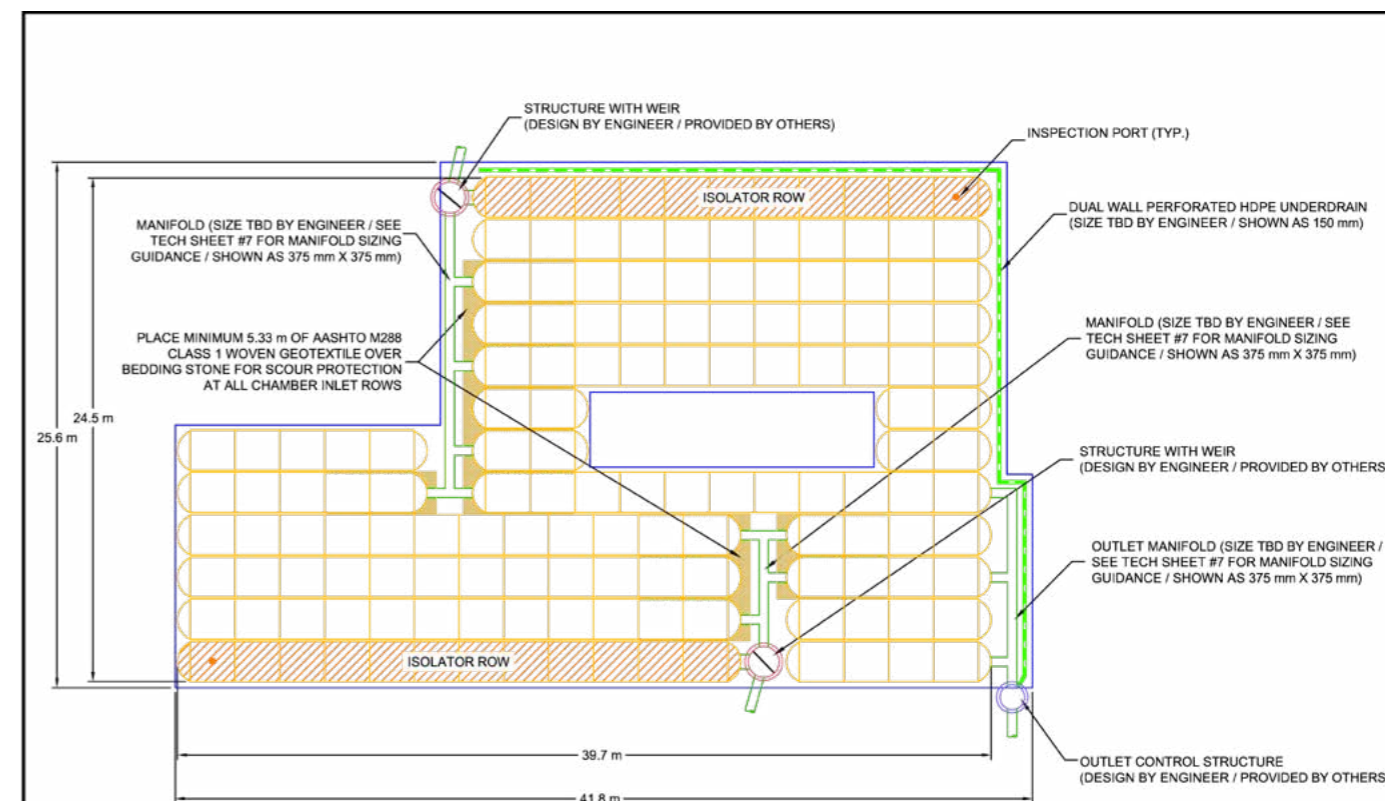 STRUCTURE WITH WEIR
(DESIGN BY ENGINEER / PROVIDED BY OTHERS)
INSPECTION PORT (TYP.)
ISOLATOR ROW
DUAL WALL PERFORATED HDPE UNDERDRAIN
(SIZE TBD BY ENGINEER / SHOWN AS 150 mm)
MANIFOLD (SIZE TBD BY ENGINEER / SEE
TECH SHEET #7 FOR MANIFOLD SIZING
GUIDANCE / SHOWN AS 375 mm X 375 mm)
MANIFOLD (SIZE TBD BY ENGINEER / SEE
TECH SHEET #7 FOR MANIFOLD SIZING
GUIDANCE / SHOWN AS 375 mm X 375 mm)
PLACE MINIMUM 5.33 m OF AASHTO M288
CLASS 1 WOVEN GEOTEXTILE OVER
BEDDING STONE FOR SCOUR PROTECTION
AT ALL CHAMBER INLET ROWS
24.5 m
25.6 m
STRUCTURE WITH WEIR
(DESIGN BY ENGINEER / PROVIDED BY OTHERS
OUTLET MANIFOLD (SIZE TBD BY ENGINEER /
SEE TECH SHEET #7 FOR MANIFOLD SIZING
GUIDANCE / SHOWN AS 375 mm X 375 mm)
ISOLATOR ROW
39.7 m
OUTLET CONTROL STRUCTURE
(DESIGN BY ENGINEER / PROVIDED BY OTHERS
41.8 m